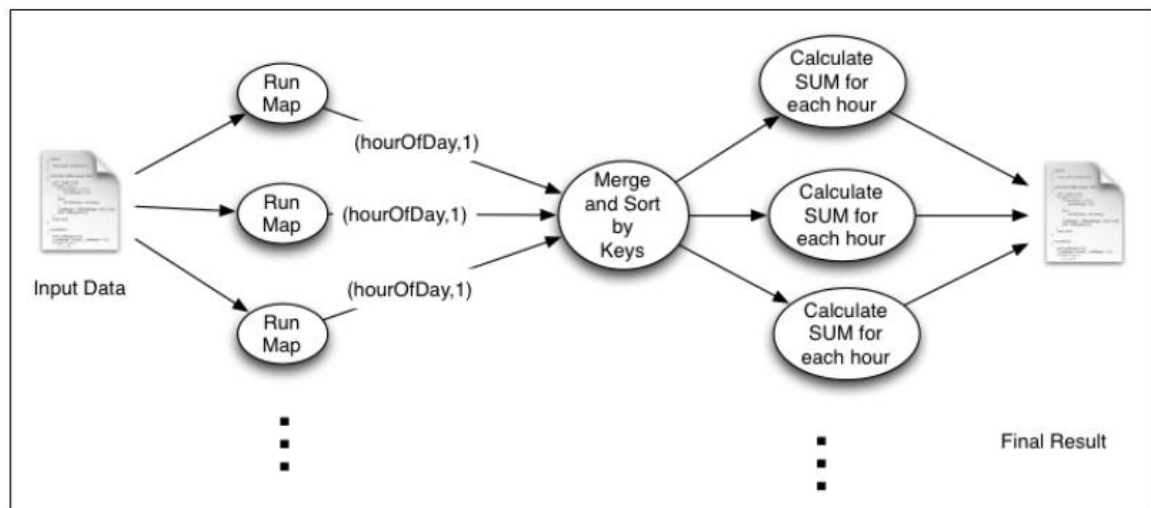 Input Data
Run
Map
Run
Map
Run
Map
(hourOfDay,1)
(hourOfDay,1)
(hourOfDay,1)
Merge
and Sort
by
Keys
Calculate
SUM for
each hour
Calculate
SUM for
each hour
Calculate
SUM for
each hour
Final Result